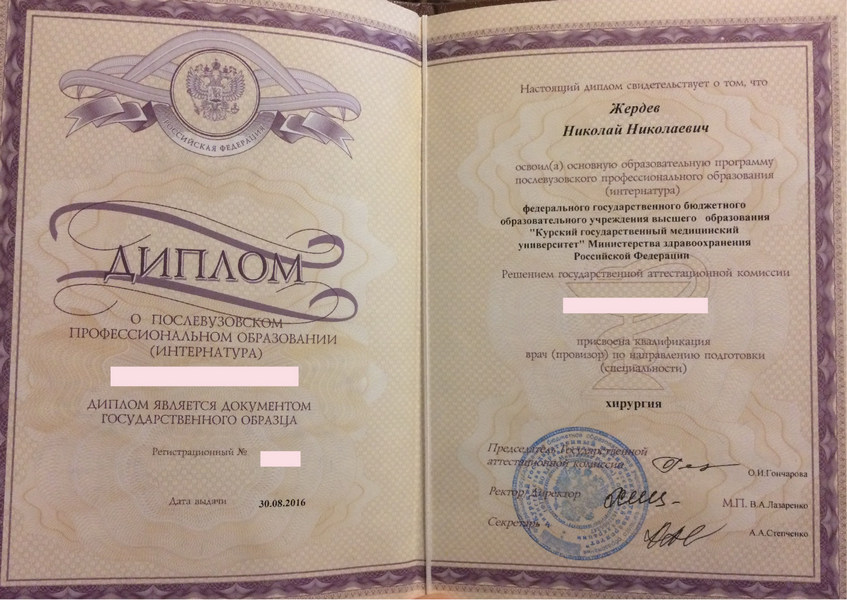 РОССИЙСКАЯ ФЕДЕРАЦИЯ
ДИПЛОМ
О ПОСЛЕВУЗОВСКОМ
ПРОФЕССИОНАЛЬНОМ ОБРАЗОВАНИИ
(ИНТЕРНАТУРА)
ДИПЛОМ ЯВЛЯЕТСЯ ДОКУМЕНТОМ
ГОСУДАРСТВЕННОГО ОБРАЗЦА
Регистрационный №
Дата выдачи 30.08.2016
Настоящий диплом свидетельствует о том, что
Жердев
Николай Николаевич
освоил(а) основную образовательную программу
послевузовского профессионального образования
(интернатура)
федерального государственного бюджетного
образовательного учреждения высшего образования
"Курский государственный медицинский
университет" Министерства здравоохранения
Российской Федерации
Решением государственной аттестационной комиссии
присвоена квалификация
врач (провизор) по направлению подготовки
(специальности)
хирургия
Председатель Государственной
аттестационной комиссии
О.И.Гончарова
Ректор Директор
М.П. В.А.Лазаренко
Секретарь
А.А.Степченко